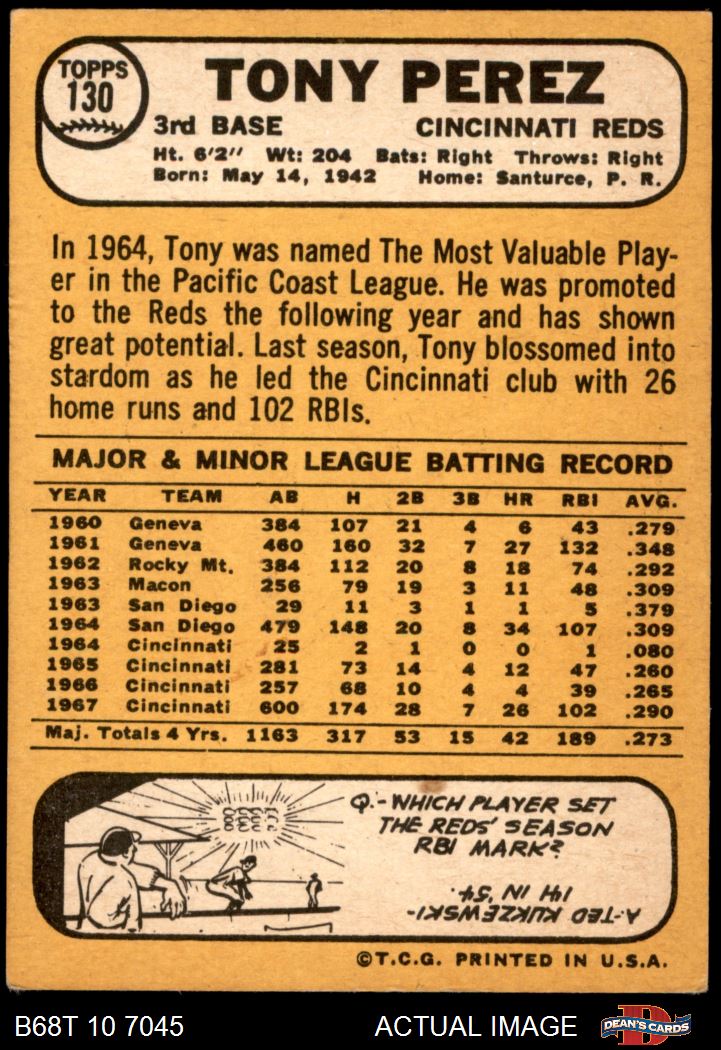 TOPPS
130
TONY PEREZ
3rd BASE CINCINNATI REDS
Ht. 6'2" Wt: 204 Bats: Right Throws: Right
Born: May 14, 1942 Home: Santurce, P. R.
In 1964, Tony was named The Most Valuable Play-
er in the Pacific Coast League. He was promoted
to the Reds the following year and has shown
great potential. Last season, Tony blossomed into
stardom as he led the Cincinnati club with 26
home runs and 102 RBIs.
MAJOR & MINOR LEAGUE BATTING RECORD
YEAR TEAM AB H 2B 3B HR RBI AVG.
1960 Geneva 384 107 21 4 6 43 .279
1961 Geneva 460 160 32 7 27 132 .348
1962 Rocky Mt. 384 112 20 8 18 74 .292
1963 Macon 256 79 19 3 11 48 .309
1963 San Diego 29 11 3 1 1 5 .379
1964 San Diego 479 148 20 8 34 107 .309
1964 Cincinnati 25 2 1 0 0 1 .080
1965 Cincinnati 281 73 14 4 12 47 .260
1966 Cincinnati 257 68 10 4 4 39 .265
1967 Cincinnati 600 174 28 7 26 102 .290
Maj. Totals 4 Yrs. 1163 317 53 15 42 189 .273
Q.-WHICH PLAYER SET
THE REDS' SEASON
RBI MARK?
A-TED KLUKZEWSKI-
141 IN '54.
©T.C.G. PRINTED IN U.S.A.
B68T 10 7045 ACTUAL IMAGE D DEAN'S CARDS